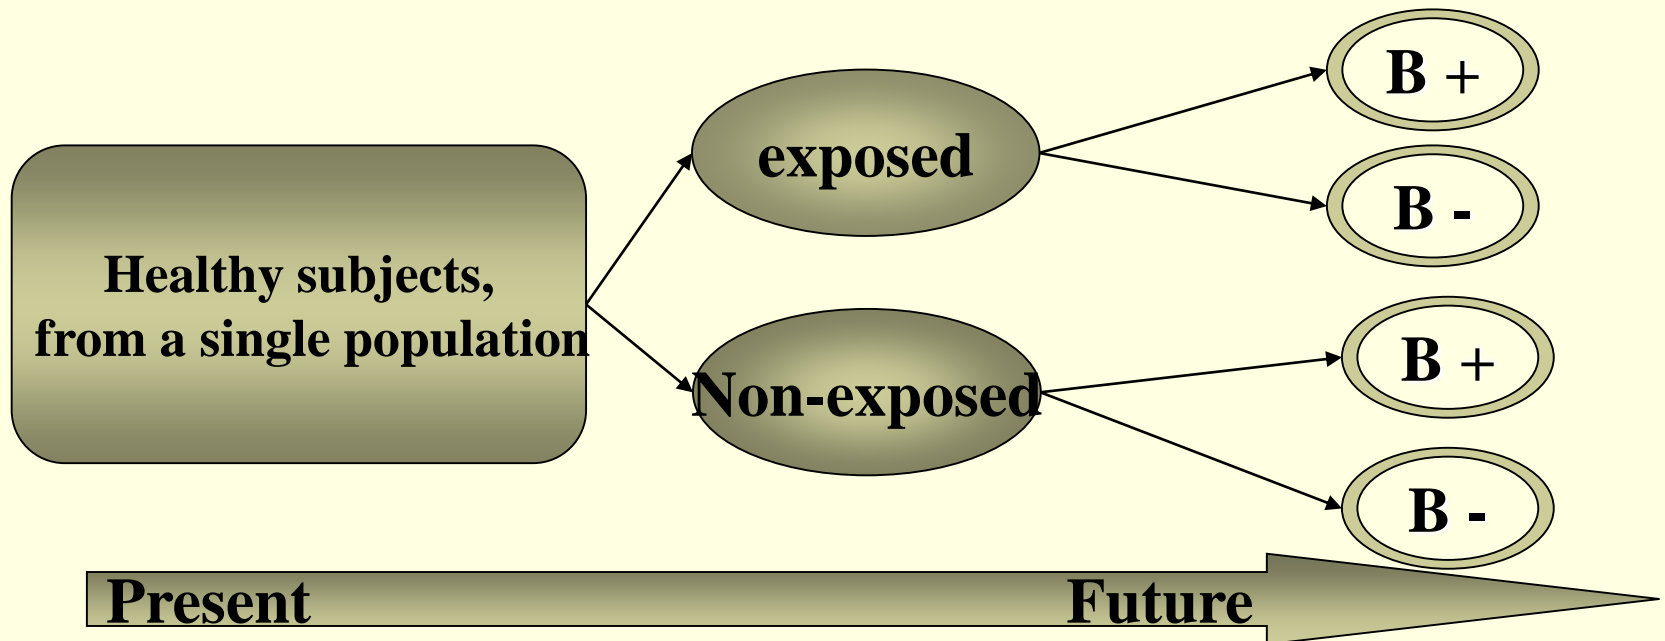 Healthy subjects,
from a single population
exposed
Non-exposed
B +
B -
B +
B -
Present
Future